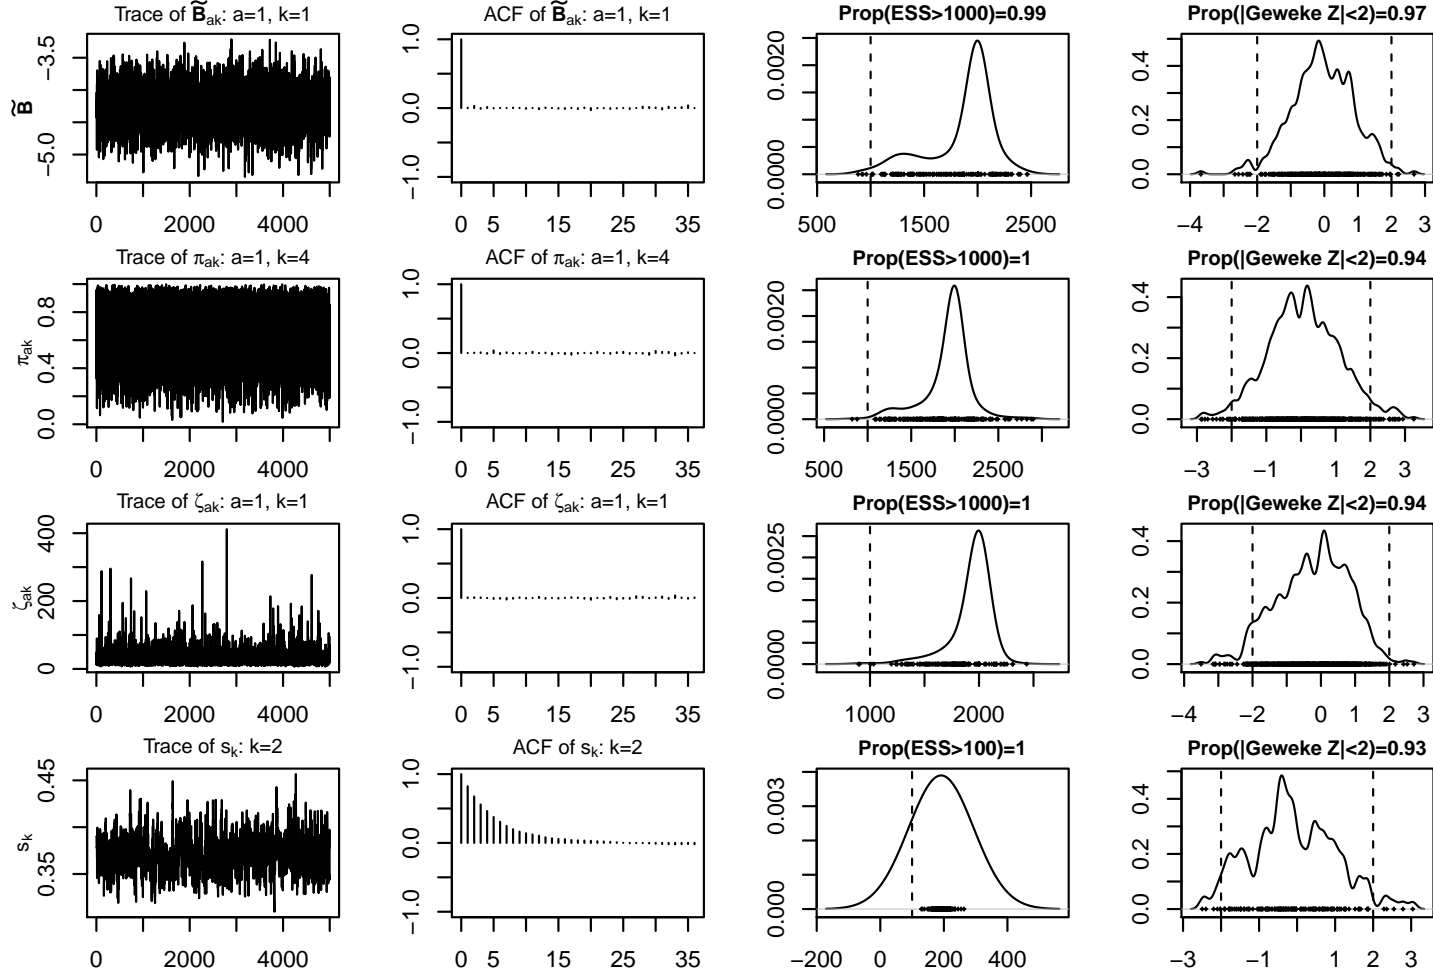 Trace of B̃ak: a=1, k=1
ACF of B̃ak: a=1, k=1
Prop(ESS>1000)=0.99
Prop(|Geweke Z|<2)=0.97
B̃
−3.5
−5.0
0 2000 4000
1.0
0.0
−1.0
0 5 15 25 35
0.0020
0.0000
500 1500 2500
0.4
0.2
0.0
−4 −2 0 1 2 3
Trace of πak: a=1, k=4
ACF of πak: a=1, k=4
Prop(ESS>1000)=1
Prop(|Geweke Z|<2)=0.94
πak
0.8
0.4
0.0
0 2000 4000
1.0
0.0
−1.0
0 5 15 25 35
0.0020
0.0000
500 1500 2500
0.4
0.2
0.0
−3 −1 1 2 3
Trace of ζak: a=1, k=1
ACF of ζak: a=1, k=1
Prop(ESS>1000)=1
Prop(|Geweke Z|<2)=0.94
ζak
400
200
0
0 2000 4000
1.0
0.0
−1.0
0 5 15 25 35
0.0025
0.0000
1000 2000
0.4
0.2
0.0
−4 −2 0 1 2 3
Trace of sk: k=2
ACF of sk: k=2
Prop(ESS>100)=1
Prop(|Geweke Z|<2)=0.93
sk
0.45
0.35
0 2000 4000
1.0
0.0
−1.0
0 5 15 25 35
0.003
0.000
−200 0 200 400
0.4
0.2
0.0
−3 −1 0 1 2 3